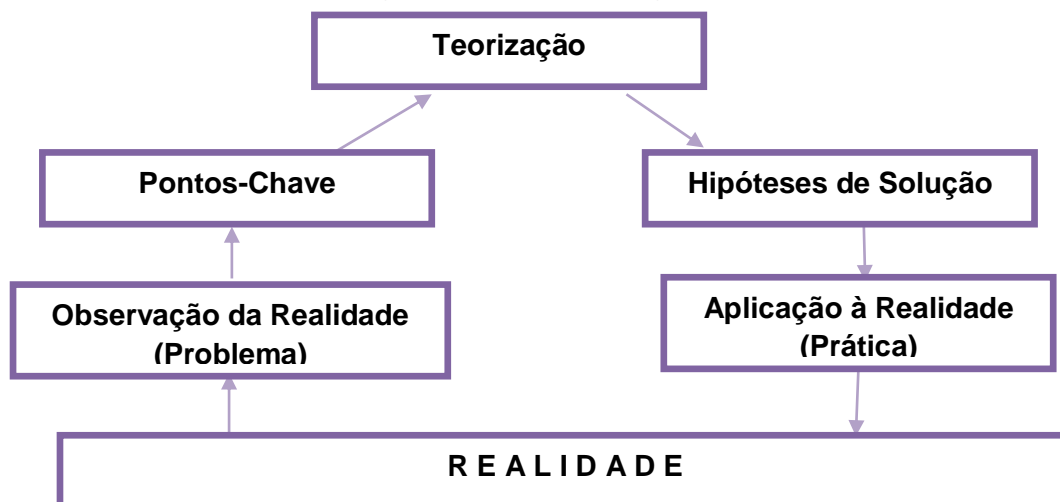 Teorização
Pontos-Chave
Hipóteses de Solução
Observação da Realidade
(Problema)
Aplicação à Realidade
(Prática)
R E A L I D A D E